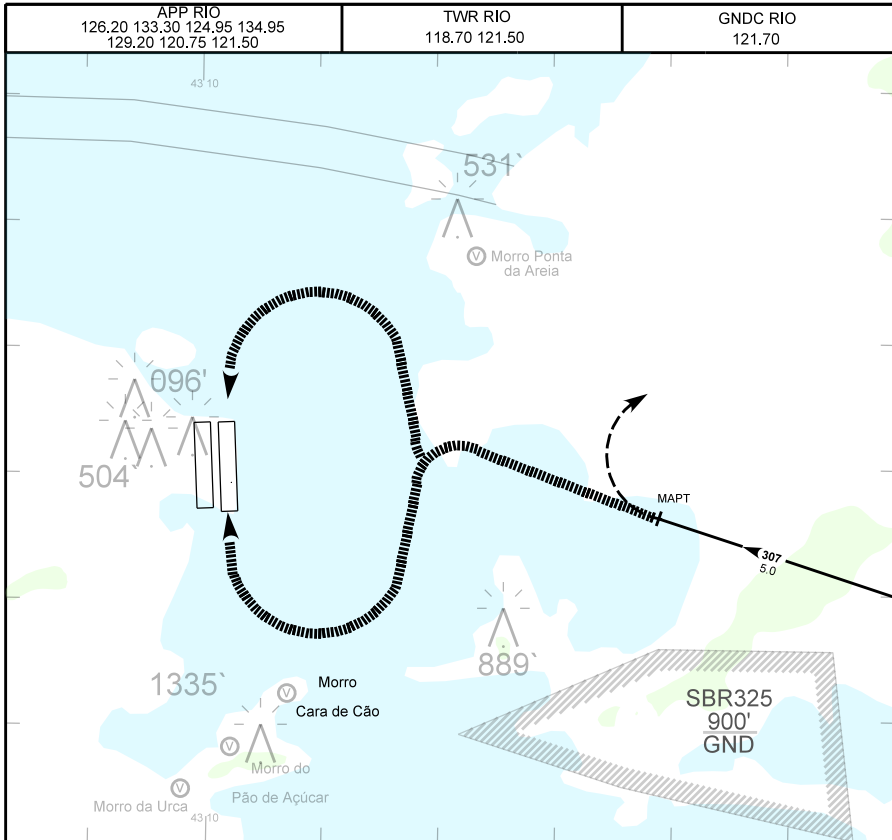 APP RIO
126.20 133.30 124.95 134.95
129.20 120.75 121.50
TWR RIO
118.70 121.50
GNDC RIO
121.70
43 10
531`
V
Morro Ponta
da Areia
096'
504`
MAPT
307
5.0
889`
1335`
V
Morro
Cara de Cão
V
Morro do
Pão de Açúcar
V
Morro da Urca
SBR325
900'
GND
43 10